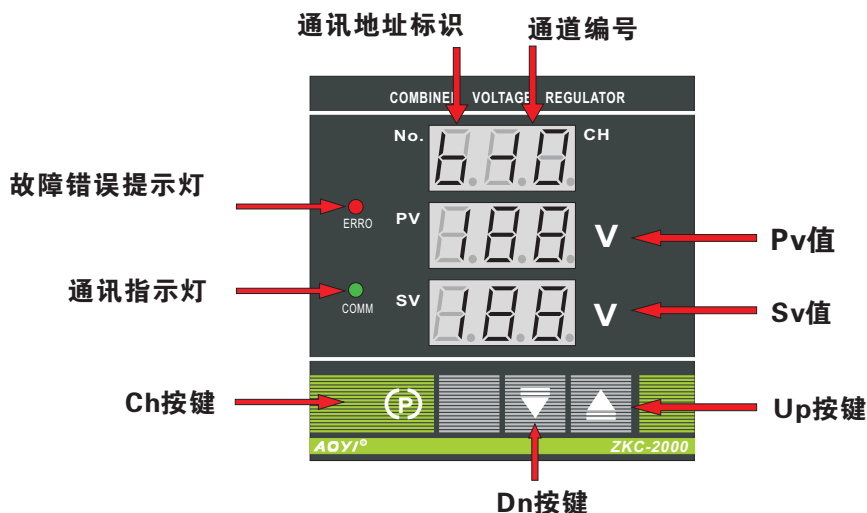 通讯地址标识
通道编号
COMBINED VOLTAGE REGULATOR
No.
CH
故障错误提示灯
ERRO
PV
188
V
Pv值
通讯指示灯
COMM
SV
188
V
Sv值
Ch按键
P
Up按键
AOYI®
ZKC-2000
Dn按键